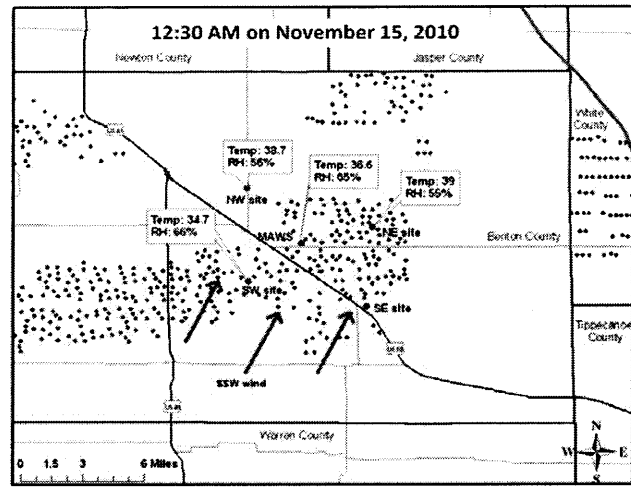 12:30 AM on November 15, 2010
Newton County
Jasper County
White
County
Temp: 38.7
RH: 56%
Temp: 36.6
RH: 65%
Temp: 39
RH: 55%
NW site
Temp: 34.7
RH: 66%
MAWS
NE site
Benton County
SW site
SE site
Tippecanoe
County
SSW wind
Warren County
N
W
E
S
0 1.5 3 6 Miles